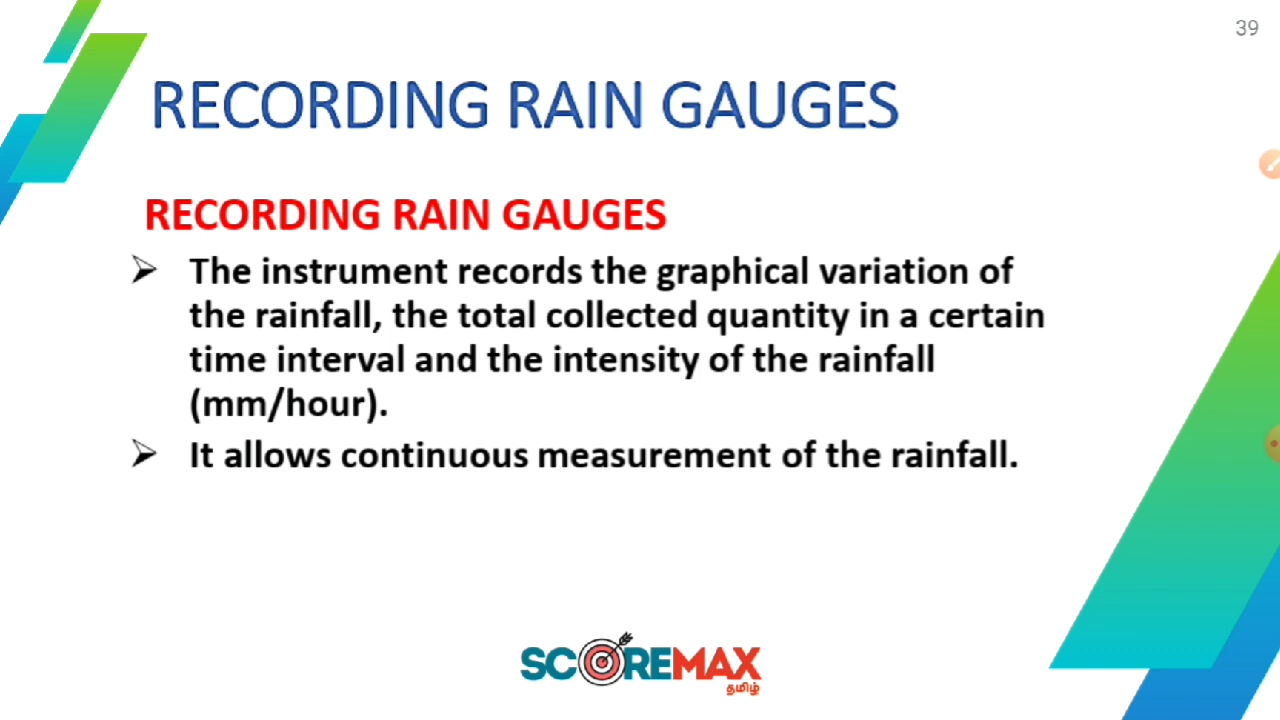 39
RECORDING RAIN GAUGES
RECORDING RAIN GAUGES
➢ The instrument records the graphical variation of
the rainfall, the total collected quantity in a certain
time interval and the intensity of the rainfall
(mm/hour).
➢ It allows continuous measurement of the rainfall.
SCOREMAX
தமிழ்